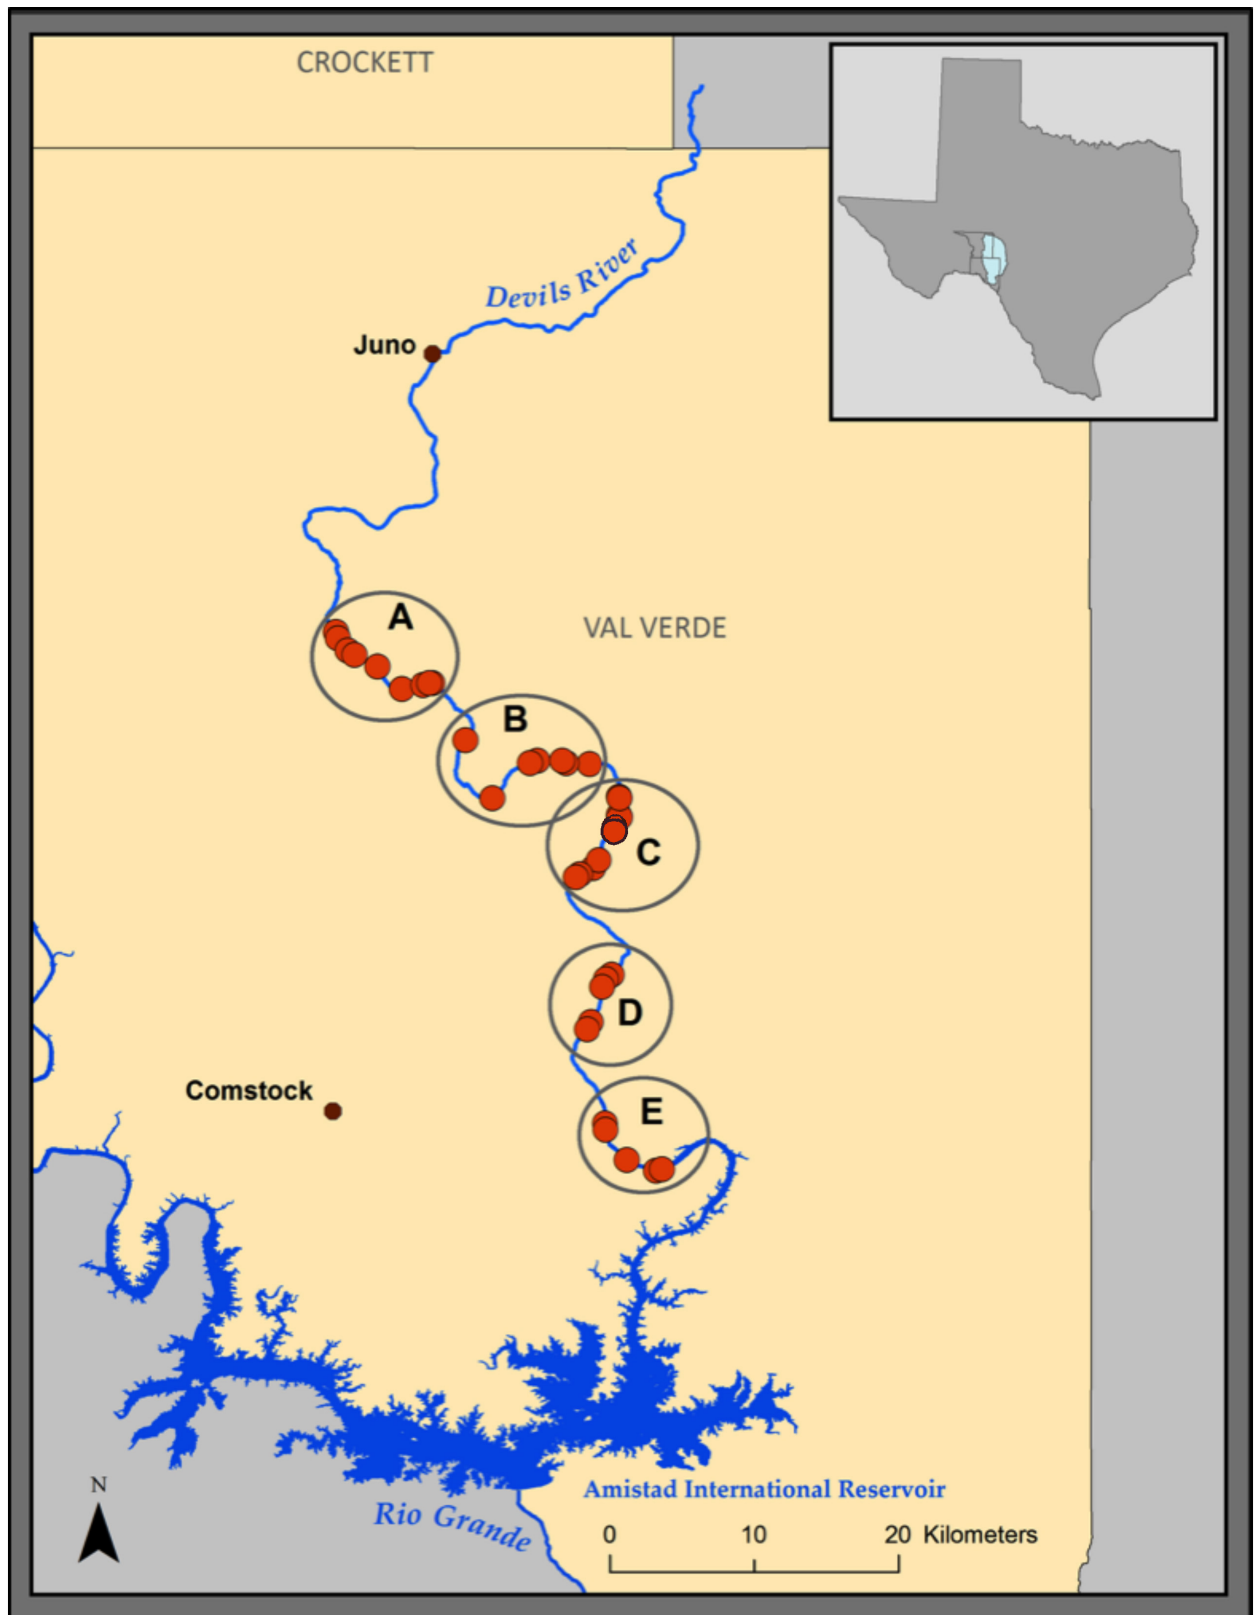 CROCKETT
Devils River
Juno
A
VAL VERDE
B
C
D
Comstock
E
N
Amistad International Reservoir
Rio Grande
0 10 20 Kilometers